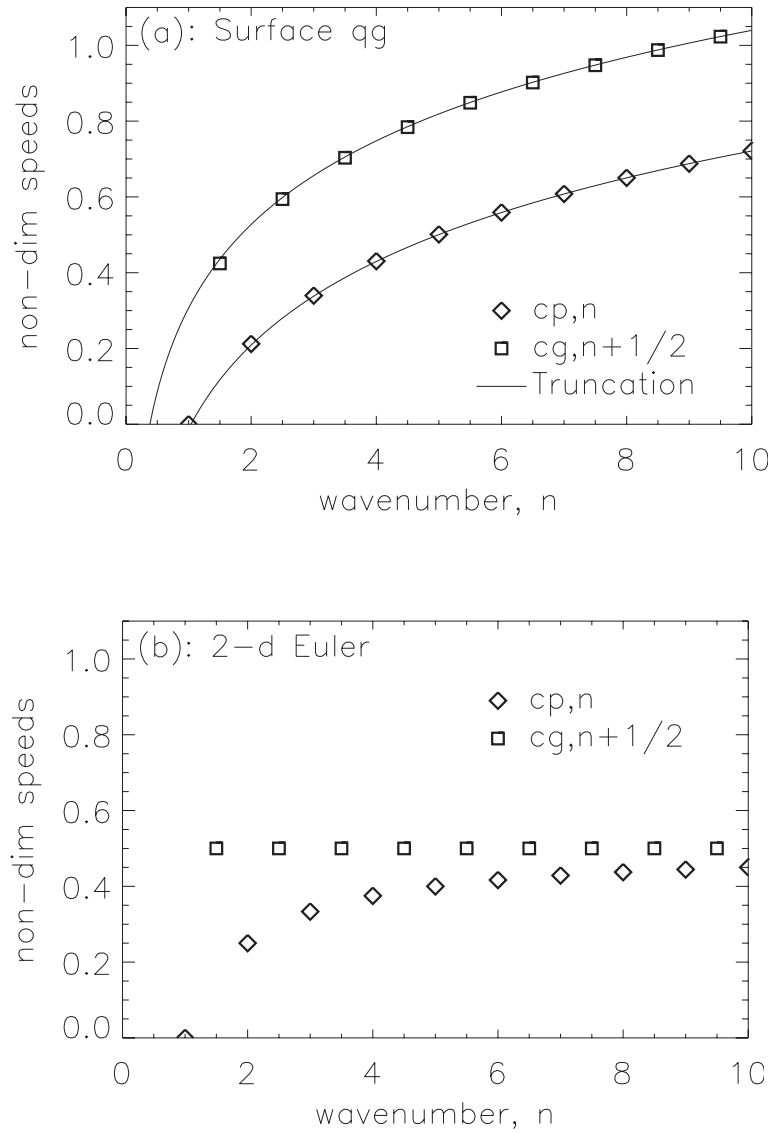 (a): Surface qg
1.0
0.8
0.6
0.4
0.2
0.0
non-dim speeds
cp,n
cg,n+1/2
Truncation
0 2 4 6 8 10
wavenumber, n
(b): 2-d Euler
1.0
0.8
0.6
0.4
0.2
0.0
non-dim speeds
cp,n
cg,n+1/2
0 2 4 6 8 10
wavenumber, n